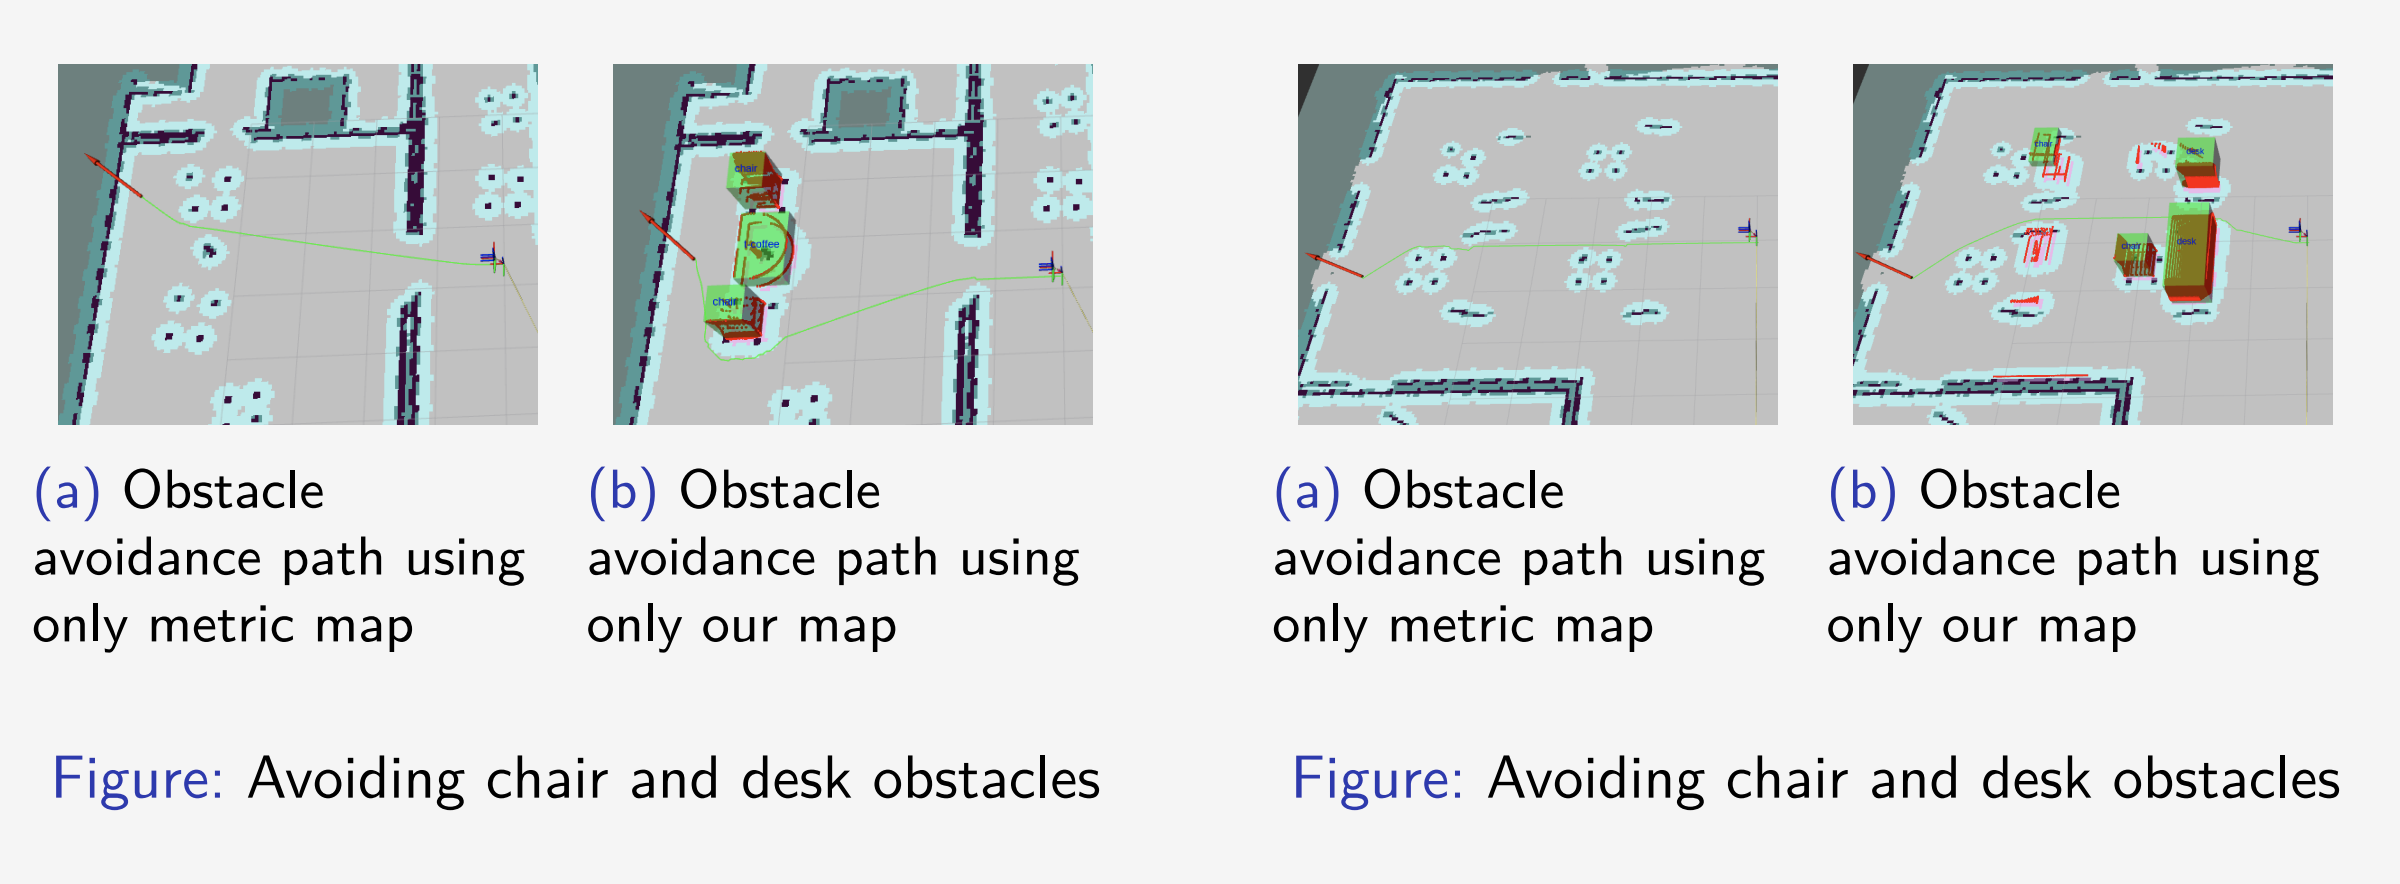 chair
t-coffee
chair
chair
desk
chair
desk
(a) Obstacle
avoidance path using
only metric map
(b) Obstacle
avoidance path using
only our map
Figure: Avoiding chair and desk obstacles
(a) Obstacle
avoidance path using
only metric map
(b) Obstacle
avoidance path using
only our map
Figure: Avoiding chair and desk obstacles